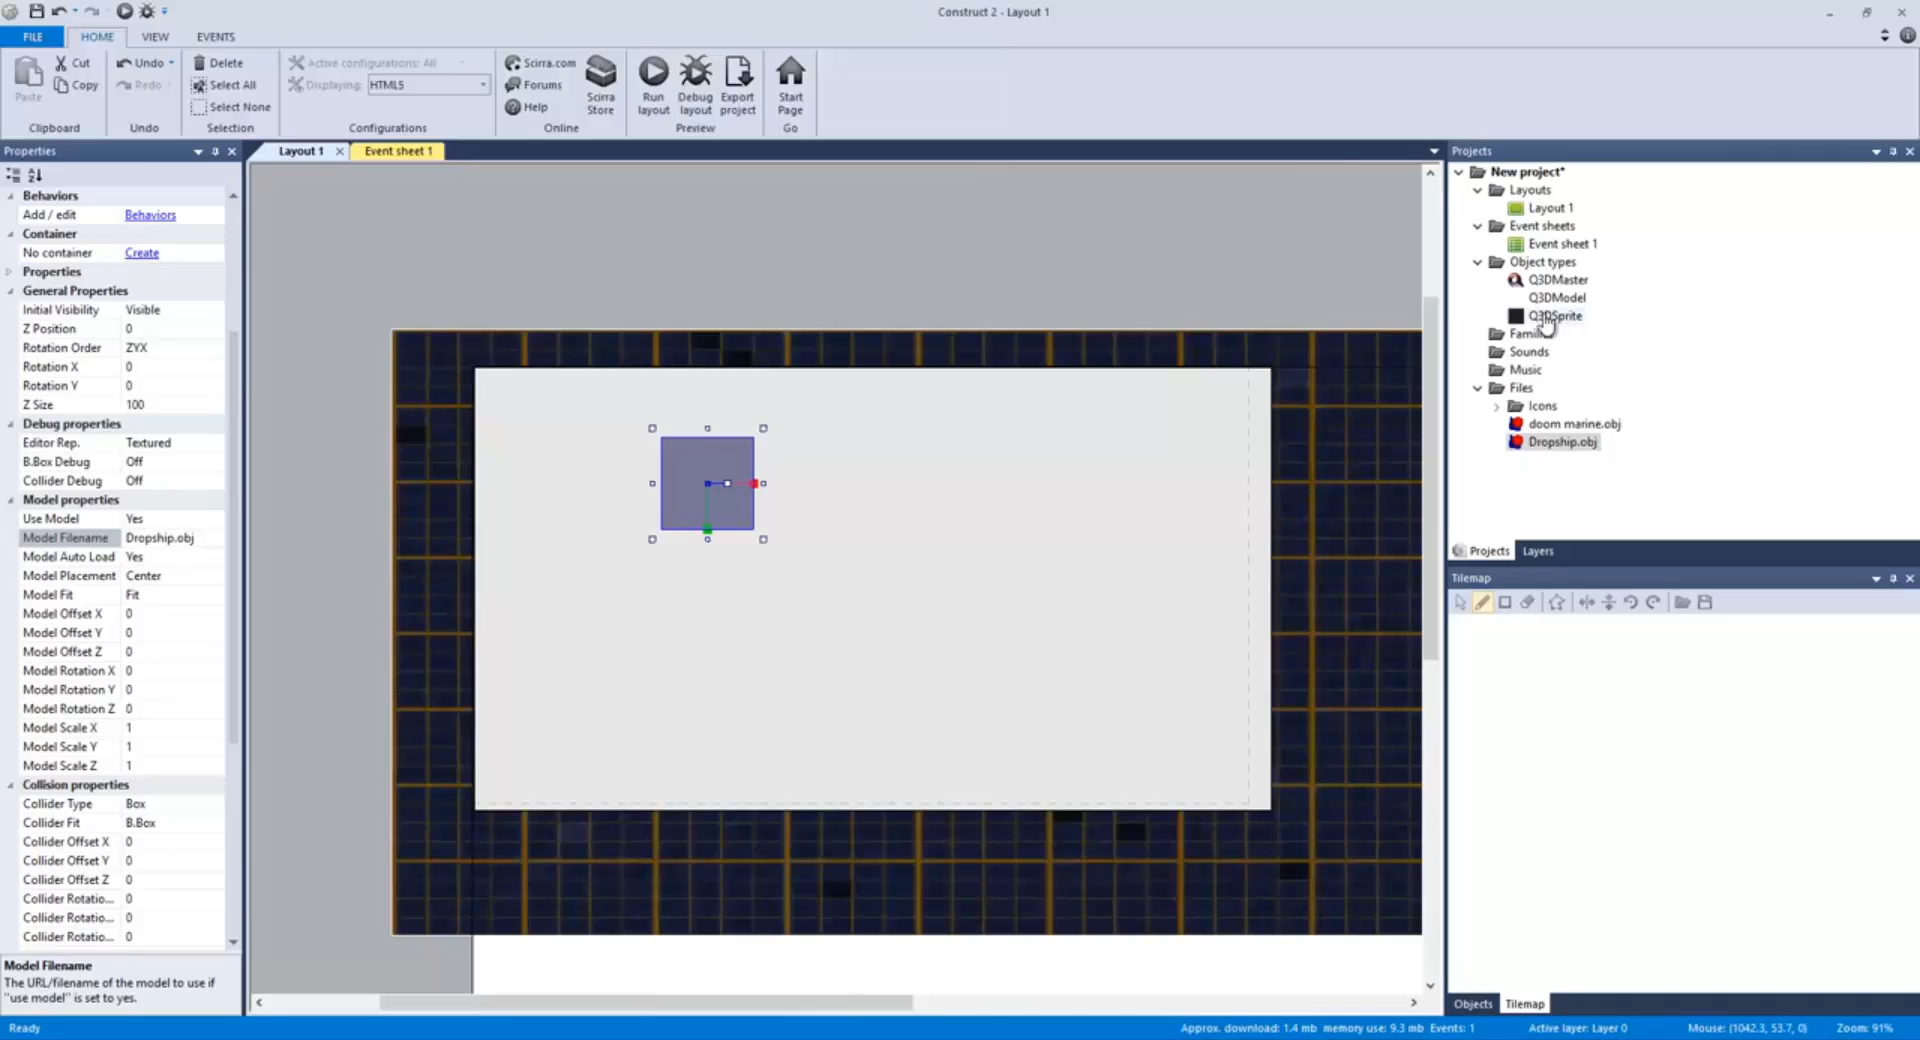 Construct 2 - Layout 1
FILE
HOME
VIEW
EVENTS
Paste
Cut
Copy
Clipboard
Undo
Redo
Undo
Delete
Select All
Select None
Selection
Active configurations: All
Displaying: HTML5
Configurations
Scirra.com
Forums
Help
Scirra Store
Online
Run layout
Debug layout
Export project
Preview
Start Page
Go
Properties
Behaviors
Add / edit Behaviors
Container
No container Create
Properties
General Properties
Initial Visibility Visible
Z Position 0
Rotation Order ZYX
Rotation X 0
Rotation Y 0
Z Size 100
Debug properties
Editor Rep. Textured
B.Box Debug Off
Collider Debug Off
Model properties
Use Model Yes
Model Filename Dropship.obj
Model Auto Load Yes
Model Placement Center
Model Fit Fit
Model Offset X 0
Model Offset Y 0
Model Offset Z 0
Model Rotation X 0
Model Rotation Y 0
Model Rotation Z 0
Model Scale X 1
Model Scale Y 1
Model Scale Z 1
Collision properties
Collider Type Box
Collider Fit B.Box
Collider Offset X 0
Collider Offset Y 0
Collider Offset Z 0
Collider Rotatio... 0
Collider Rotatio... 0
Collider Rotatio... 0
Model Filename
The URL/filename of the model to use if
"use model" is set to yes.
Layout 1
Event sheet 1
Projects
New project*
Layouts
Layout 1
Event sheets
Event sheet 1
Object types
Q3DMaster
Q3DModel
Q3DSprite
Sounds
Music
Files
Icons
doom marine.obj
Dropship.obj
Projects
Layers
Tilemap
Objects
Tilemap
Ready
Approx. download: 1.4 mb memory use: 9.3 mb Events: 1
Active layer: Layer 0
Mouse: (1042.3, 53.7, 0)
Zoom: 91%